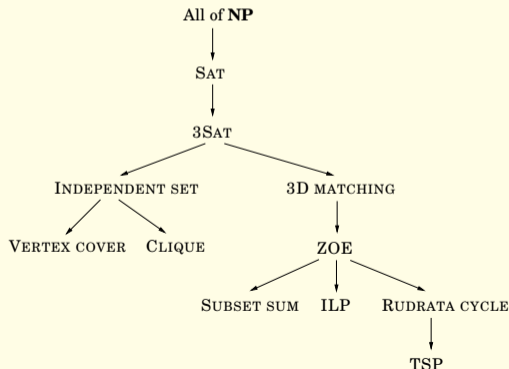 All of NP
SAT
3SAT
INDEPENDENT SET
3D MATCHING
VERTEX COVER
CLIQUE
ZOE
SUBSET SUM
ILP
RUDRATA CYCLE
TSP